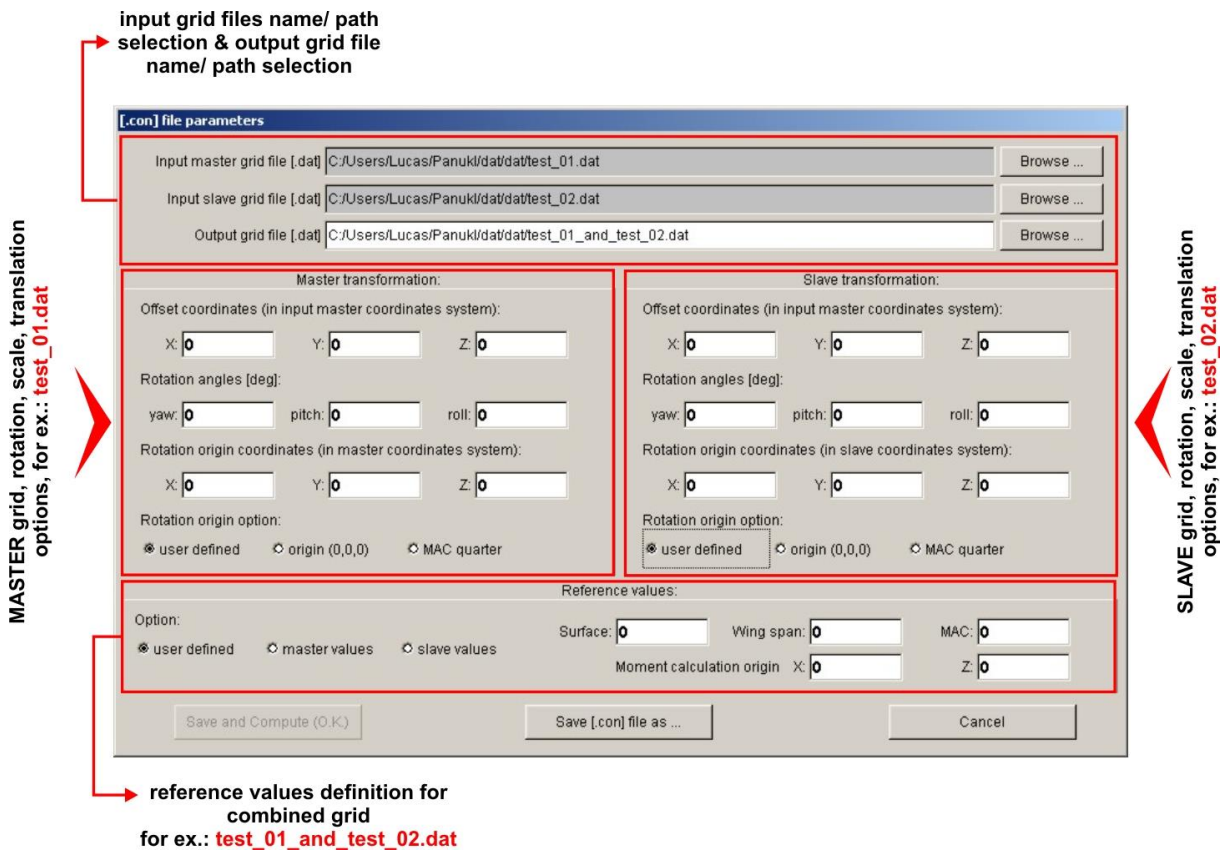 input grid files name/ path
selection & output grid file
name/ path selection
[.con] file parameters
Input master grid file [.dat] C:/Users/Lucas/Panukl/dat/dat/test_01.dat Browse ...
Input slave grid file [.dat] C:/Users/Lucas/Panukl/dat/dat/test_02.dat Browse ...
Output grid file [.dat] C:/Users/Lucas/Panukl/dat/dat/test_01_and_test_02.dat Browse ...
MASTER grid, rotation, scale, translation
options, for ex.: test_01.dat
Master transformation:
Offset coordinates (in input master coordinates system):
X: 0 Y: 0 Z: 0
Rotation angles [deg]:
yaw: 0 pitch: 0 roll: 0
Rotation origin coordinates (in master coordinates system):
X: 0 Y: 0 Z: 0
Rotation origin option:
user defined origin (0,0,0) MAC quarter
Slave transformation:
Offset coordinates (in input master coordinates system):
X: 0 Y: 0 Z: 0
Rotation angles [deg]:
yaw: 0 pitch: 0 roll: 0
Rotation origin coordinates (in slave coordinates system):
X: 0 Y: 0 Z: 0
Rotation origin option:
user defined origin (0,0,0) MAC quarter
SLAVE grid, rotation, scale, translation
options, for ex.: test_02.dat
Reference values:
Option:
user defined master values slave values
Surface: 0 Wing span: 0 MAC: 0
Moment calculation origin X: 0 Z: 0
Save and Compute (O.K.) Save [.con] file as ... Cancel
reference values definition for
combined grid
for ex.: test_01_and_test_02.dat